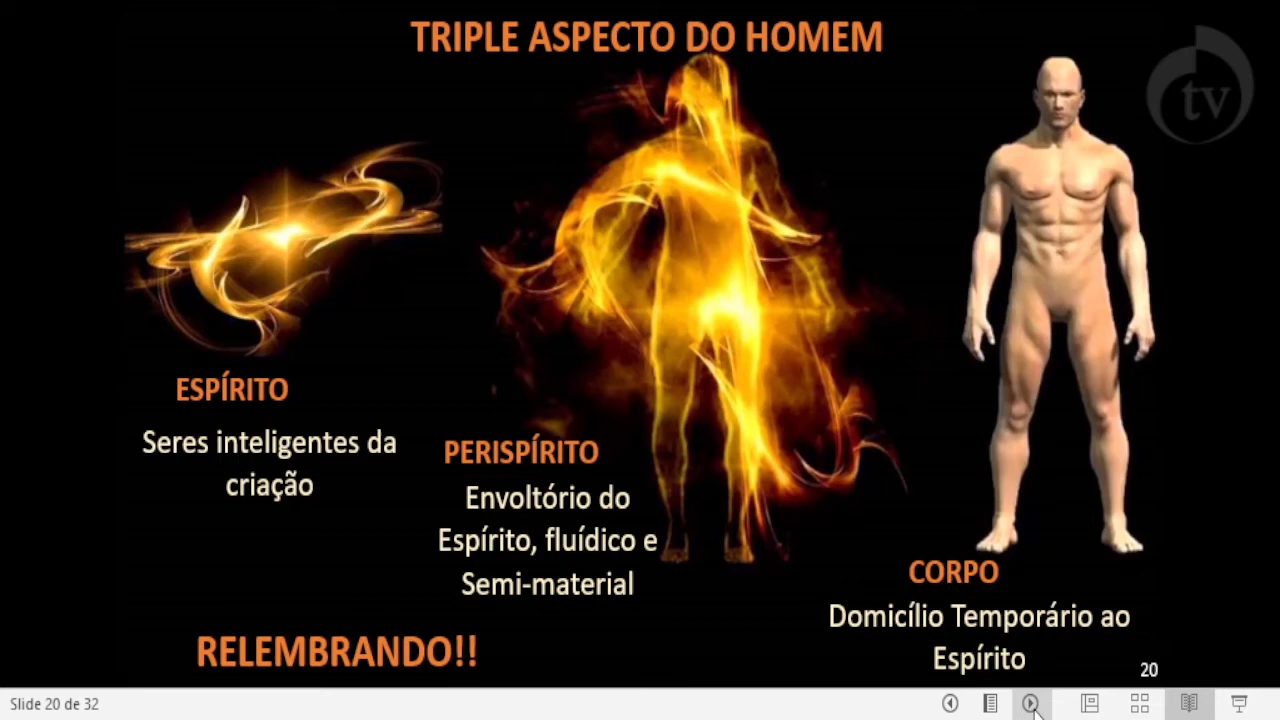 TRIPLE ASPECTO DO HOMEM
tv
ESPÍRITO
Seres inteligentes da
criação
PERISPÍRITO
Envoltório do
Espírito, fluídico e
Semi-material
CORPO
Domicílio Temporário ao
Espírito
RELEMBRANDO!!
20
Slide 20 de 32